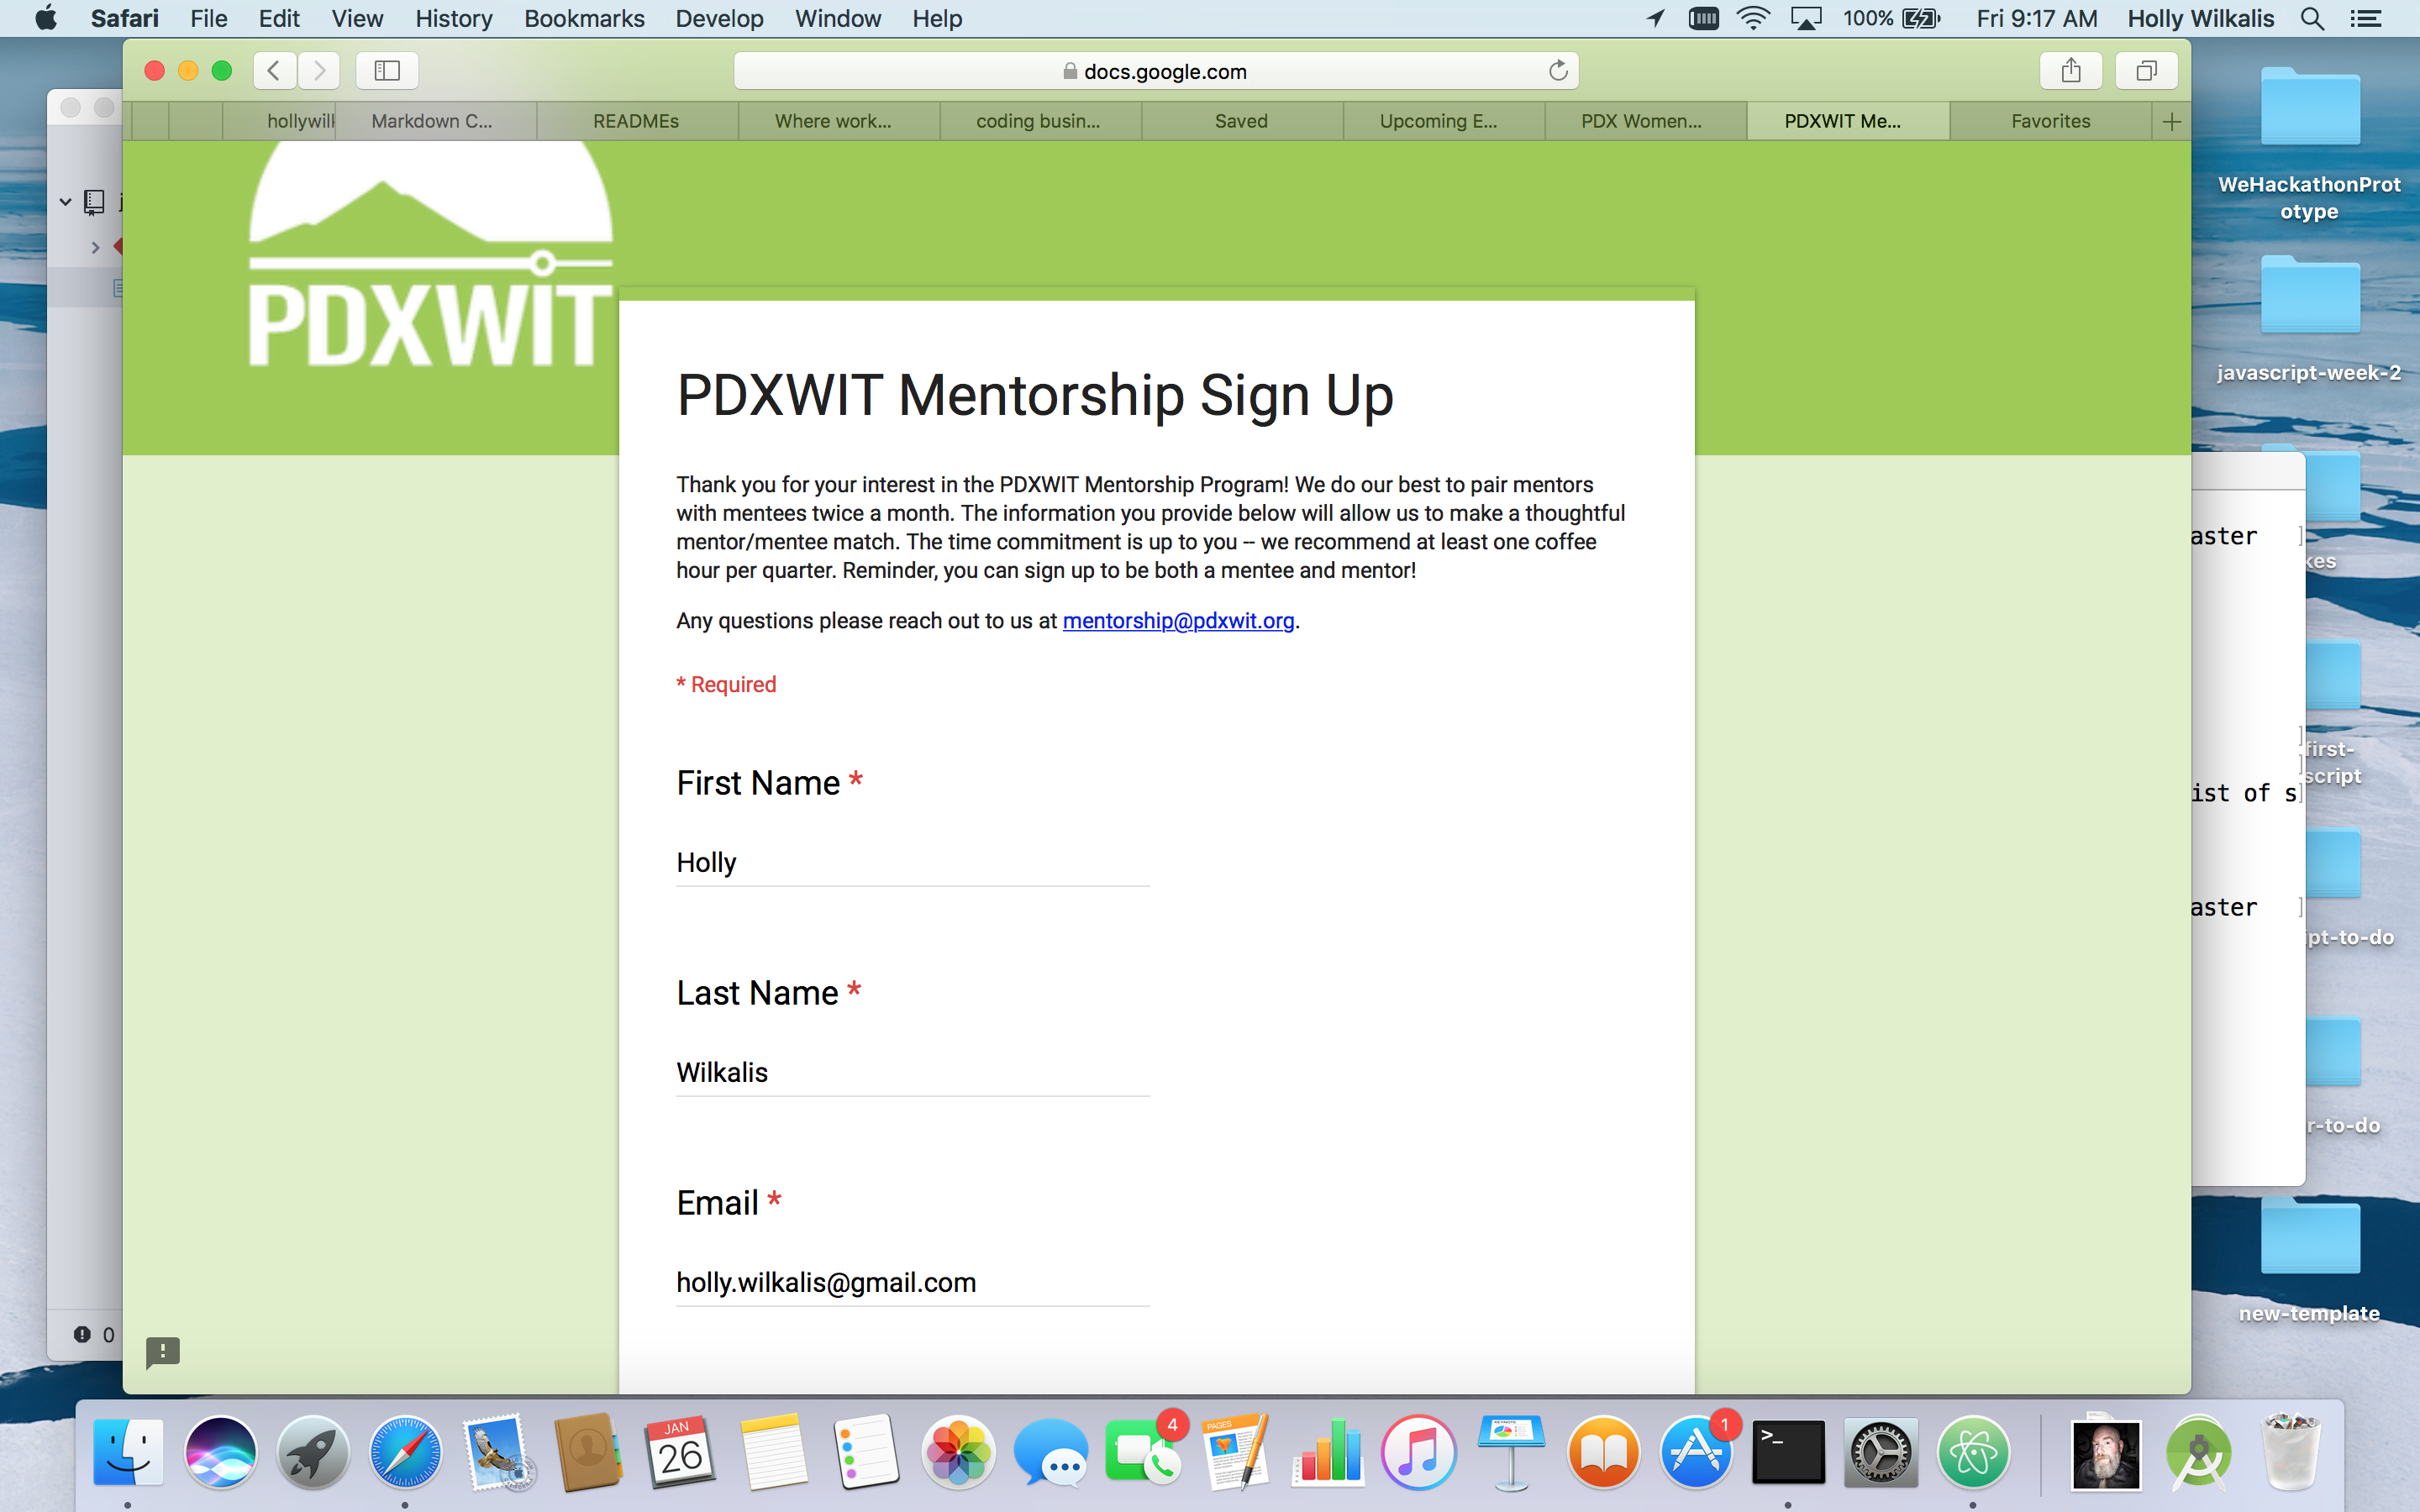 Safari File Edit View History Bookmarks Develop Window Help 100% Fri 9:17 AM Holly Wilkalis
docs.google.com
Markdown C... READMEs Where work... coding busin... Saved Upcoming E... PDX Women... PDXWIT Me... Favorites
PDXWIT
PDXWIT Mentorship Sign Up
Thank you for your interest in the PDXWIT Mentorship Program! We do our best to pair mentors
with mentees twice a month. The information you provide below will allow us to make a thoughtful
mentor/mentee match. The time commitment is up to you -- we recommend at least one coffee
hour per quarter. Reminder, you can sign up to be both a mentee and mentor!
Any questions please reach out to us at mentorship@pdxwit.org.
* Required
First Name *
Holly
Last Name *
Wilkalis
Email *
holly.wilkalis@gmail.com
0
WeHackathonProt
otype
javascript-week-2
aster ]
kes
first-
script
ist of s]
aster ]
ipt-to-do
r-to-do
new-template
JAN
26
4
PAGES
1
>_